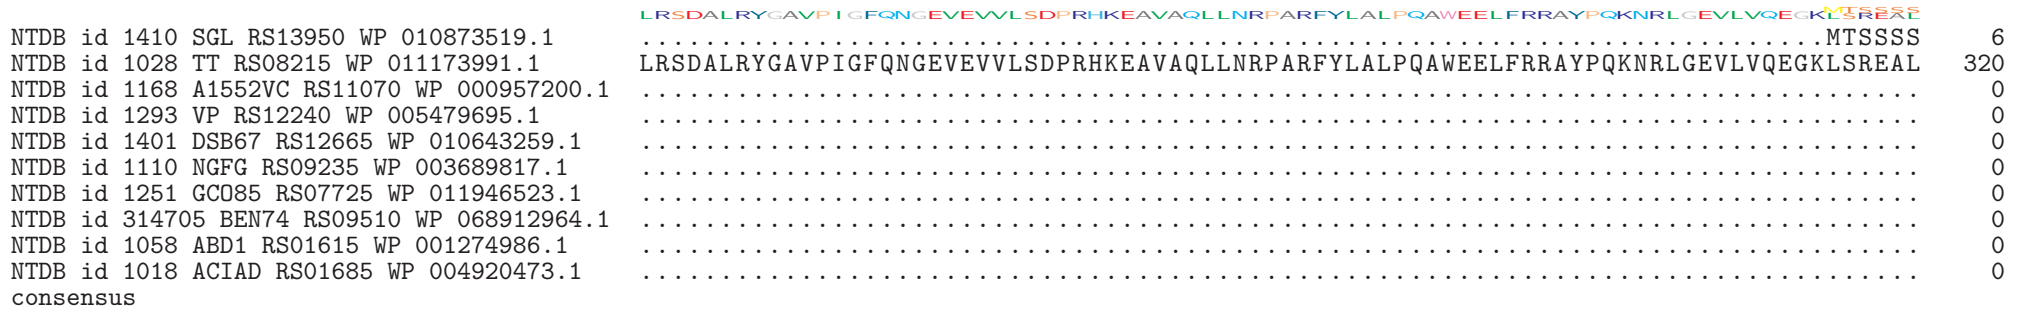 MTSSSS
LRSDALRYGAVPIGFQNGEVEVVLSDPRHKEAVAQLLNRPARFYLALPQAWEELFRRAYPQKNRLGEVLVQEGKLSREAL
NTDB id 1410 SGL RS13950 WP 010873519.1 ..........................................................................MTSSSS 6
NTDB id 1028 TT RS08215 WP 011173991.1 LRSDALRYGAVPIGFQNGEVEVVLSDPRHKEAVAQLLNRPARFYLALPQAWEELFRRAYPQKNRLGEVLVQEGKLSREAL 320
NTDB id 1168 A1552VC RS11070 WP 000957200.1 ................................................................................ 0
NTDB id 1293 VP RS12240 WP 005479695.1 ................................................................................ 0
NTDB id 1401 DSB67 RS12665 WP 010643259.1 ................................................................................ 0
NTDB id 1110 NGFG RS09235 WP 003689817.1 ................................................................................ 0
NTDB id 1251 GCO85 RS07725 WP 011946523.1 ................................................................................ 0
NTDB id 314705 BEN74 RS09510 WP 068912964.1 ................................................................................ 0
NTDB id 1058 ABD1 RS01615 WP 001274986.1 ................................................................................ 0
NTDB id 1018 ACIAD RS01685 WP 004920473.1 ................................................................................ 0
consensus